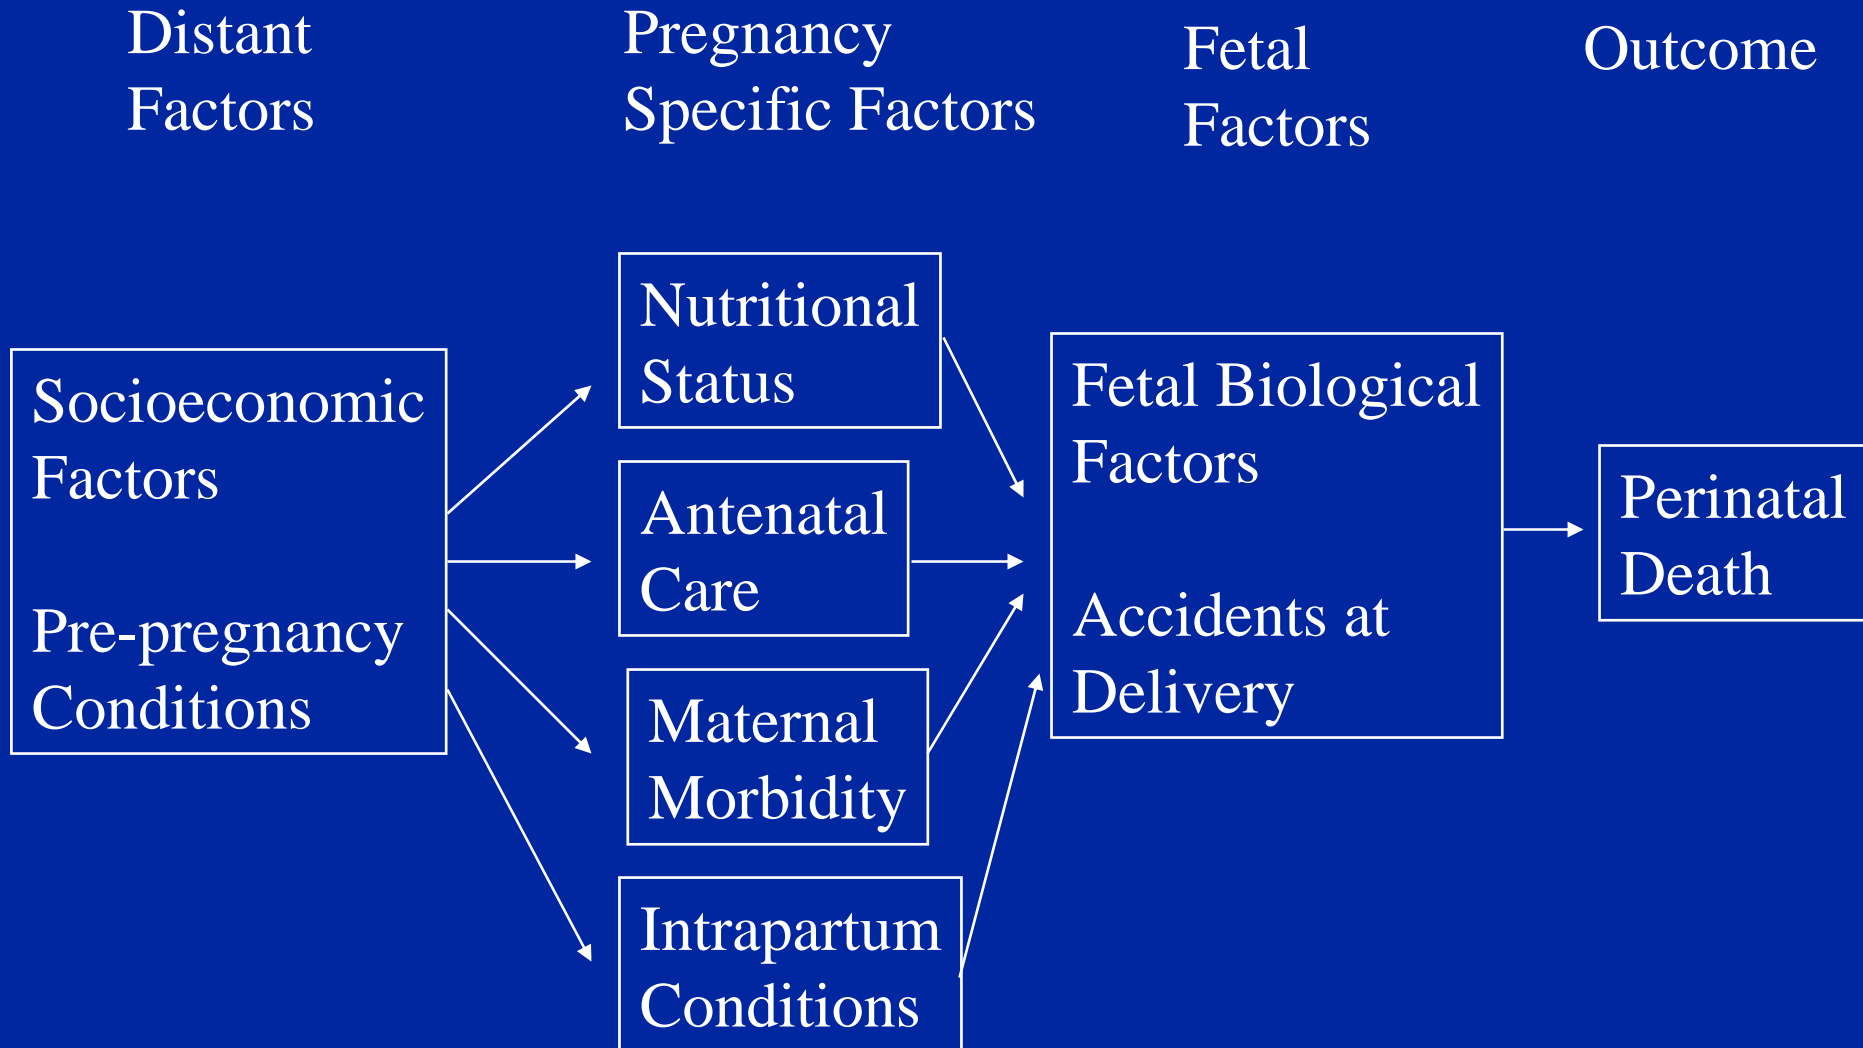 Distant
Factors
Pregnancy
Specific Factors
Fetal
Factors
Outcome
Socioeconomic
Factors
Pre-pregnancy
Conditions
Nutritional
Status
Antenatal
Care
Maternal
Morbidity
Intrapartum
Conditions
Fetal Biological
Factors
Accidents at
Delivery
Perinatal
Death